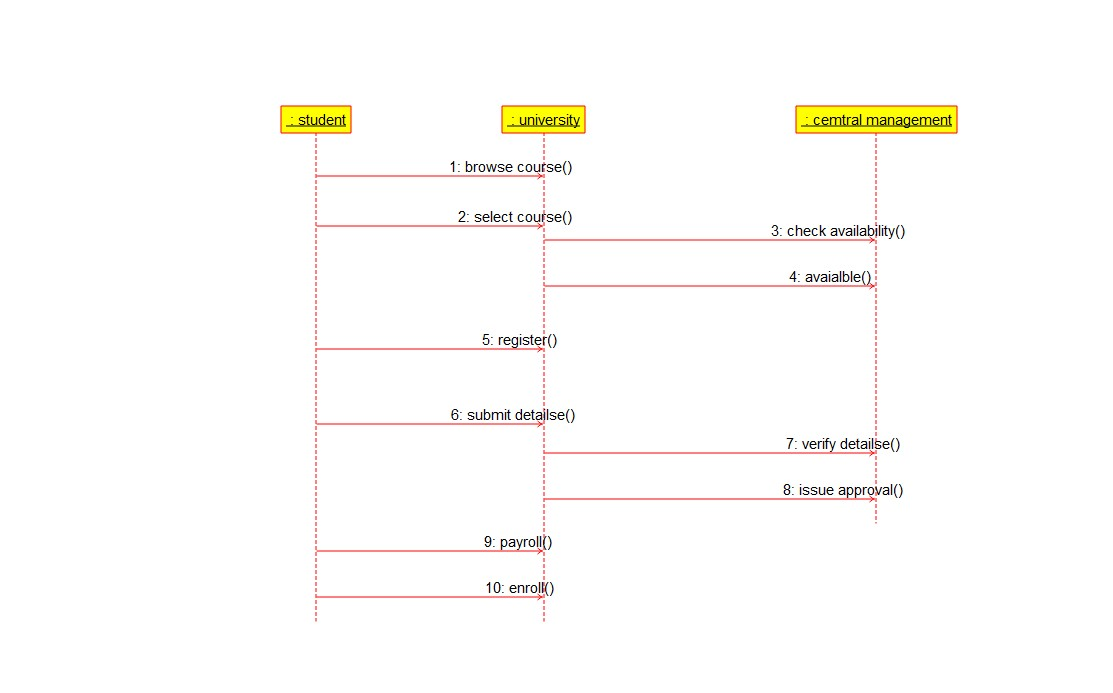 : student
: university
: cemtral management
1: browse course()
2: select course()
3: check availability()
4: avaialble()
5: register()
6: submit detailse()
7: verify detailse()
8: issue approval()
9: payroll()
10: enroll()